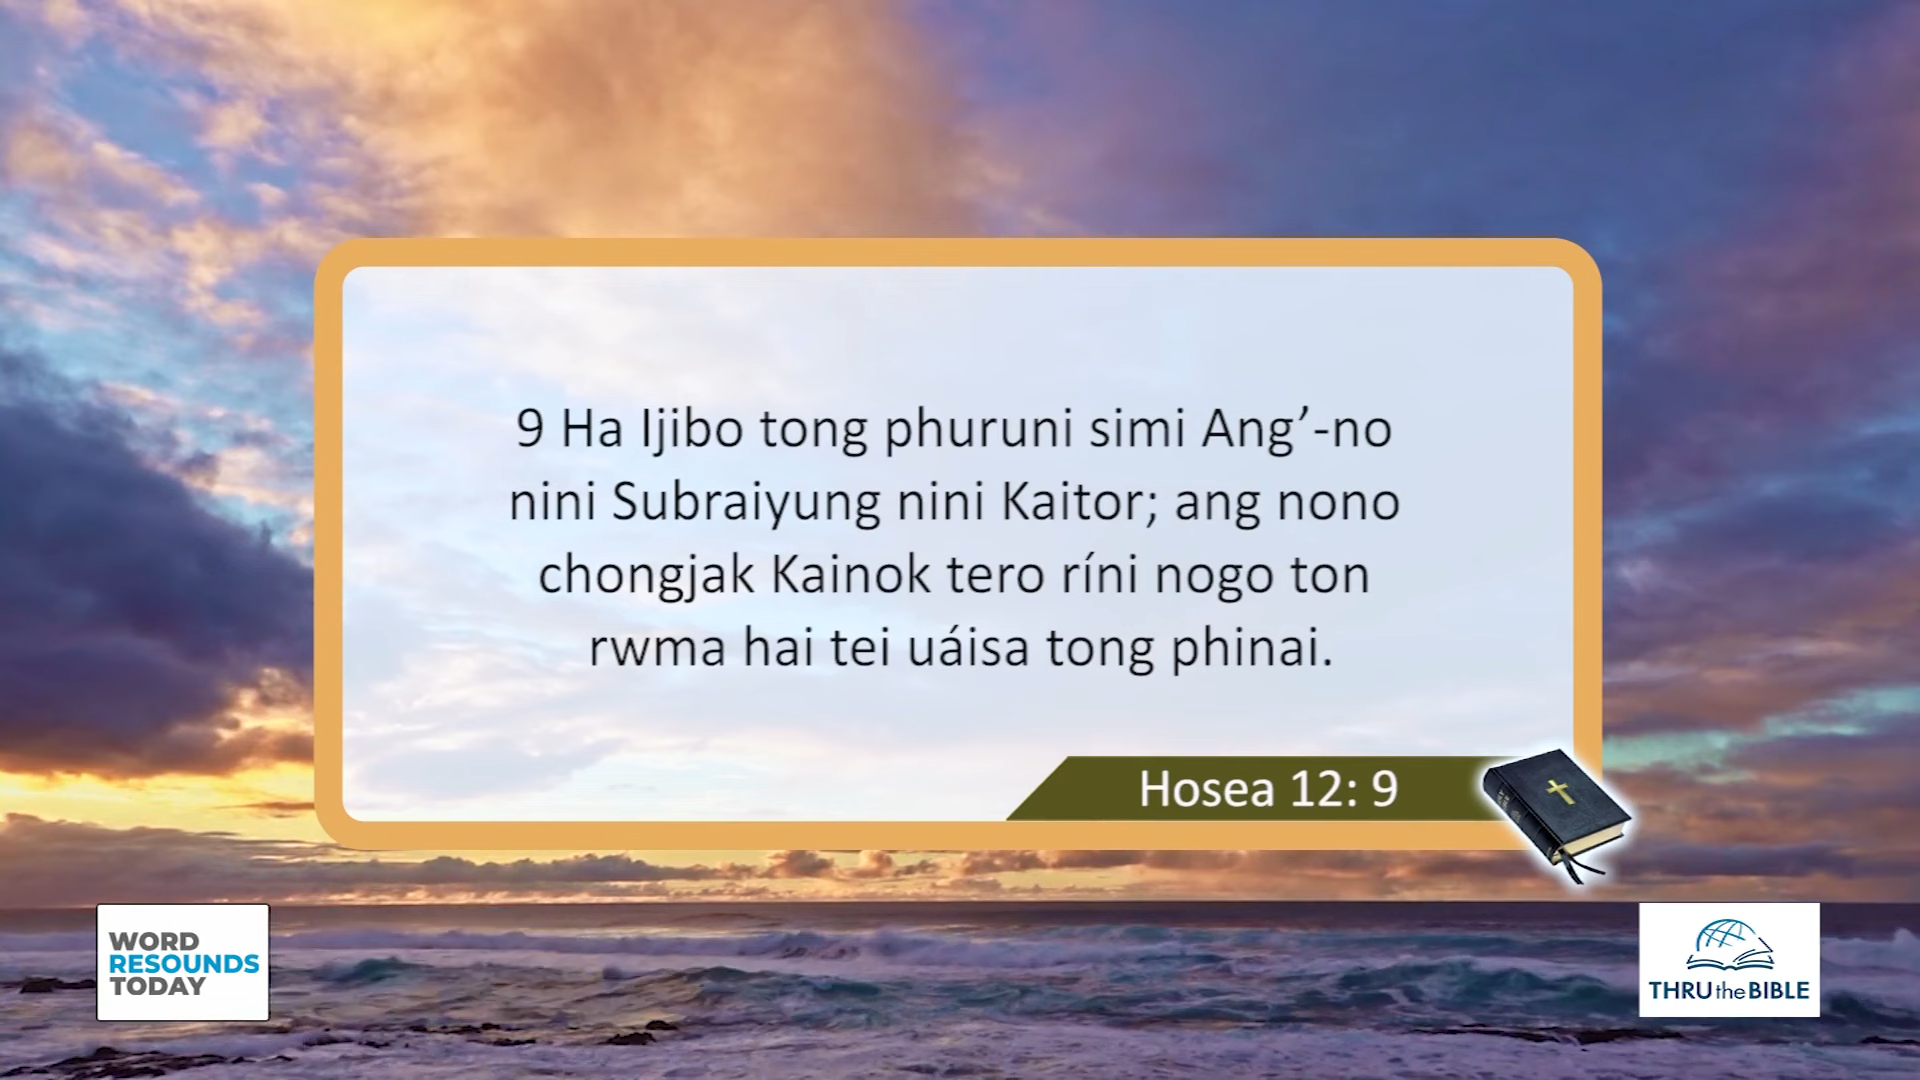 9 Ha Ijibo tong phuruni simi Ang’-no
nini Subraiyung nini Kaitor; ang nono
chongjak Kainok tero ríni nogo ton
rwma hai tei uáisa tong phinai.
Hosea 12: 9
WORD
RESOUNDS
TODAY
THRU the BIBLE